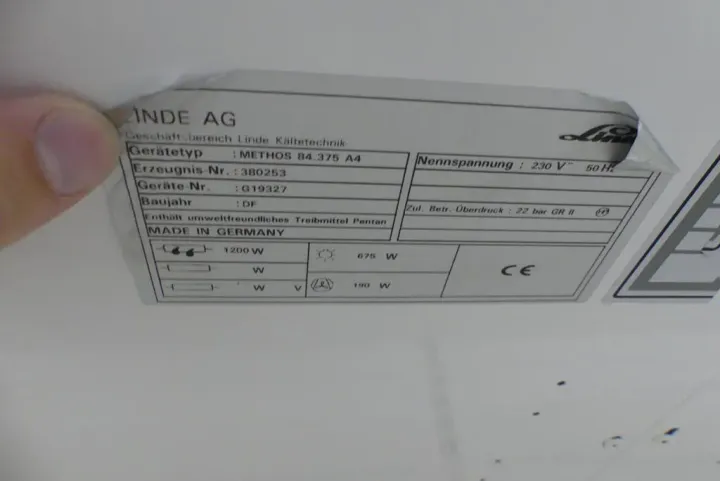 LINDE AG
Geschäftsbereich Linde Kältetechnik
Linde
Gerätetyp : METHOS 84.375 A4
Erzeugnis-Nr. : 380253
Geräte-Nr. : G19327
Baujahr : DF
Enthält umweltfreundliches Treibmittel Pentan
MADE IN GERMANY
Nennspannung : 230 V~ 50 Hz
Zul. Betr. Überdruck : 22 bar GR II
1200 W
W
W V
675 W
190 W
CE